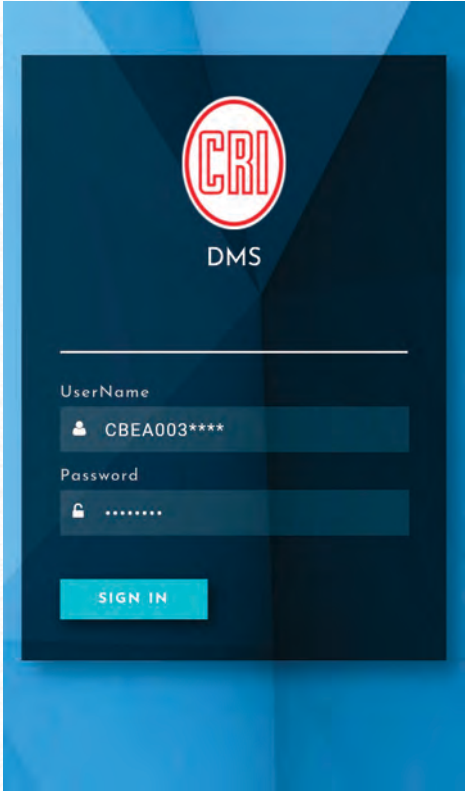 CRI
DMS
UserName
CBEA003****
Password
••••••••
SIGN IN